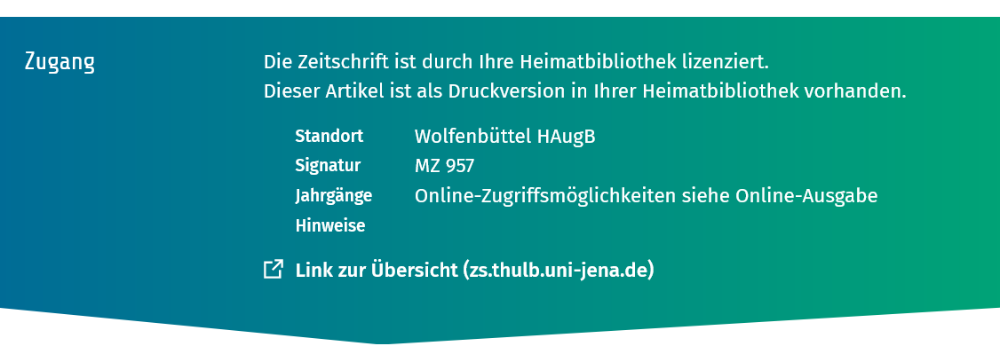 Zugang
Die Zeitschrift ist durch Ihre Heimatbibliothek lizenziert.
Dieser Artikel ist als Druckversion in Ihrer Heimatbibliothek vorhanden.
Standort Wolfenbüttel HAugB
Signatur MZ 957
Jahrgänge Online-Zugriffsmöglichkeiten siehe Online-Ausgabe
Hinweise
Link zur Übersicht (zs.thulb.uni-jena.de)